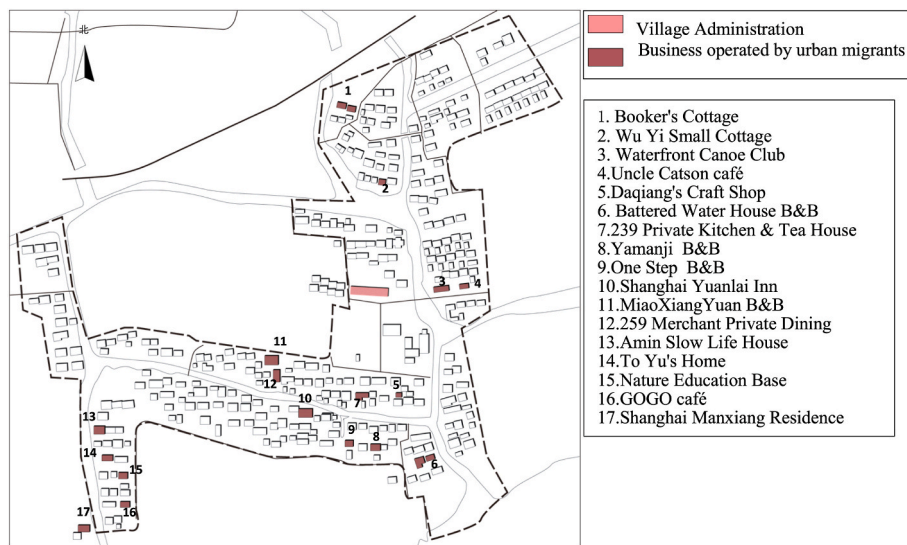 Village Administration
Business operated by urban migrants
1. Booker's Cottage
2. Wu Yi Small Cottage
3. Waterfront Canoe Club
4.Uncle Catson café
5.Daqiang's Craft Shop
6. Battered Water House B&B
7.239 Private Kitchen & Tea House
8.Yamanji B&B
9.One Step B&B
10.Shanghai Yuanlai Inn
11.MiaoXiangYuan B&B
12.259 Merchant Private Dining
13.Amin Slow Life House
14.To Yu's Home
15.Nature Education Base
16.GOGO café
17.Shanghai Manxiang Residence
1
2
3
4
11
12
5
7
10
13
9
8
6
14
15
16
17
北